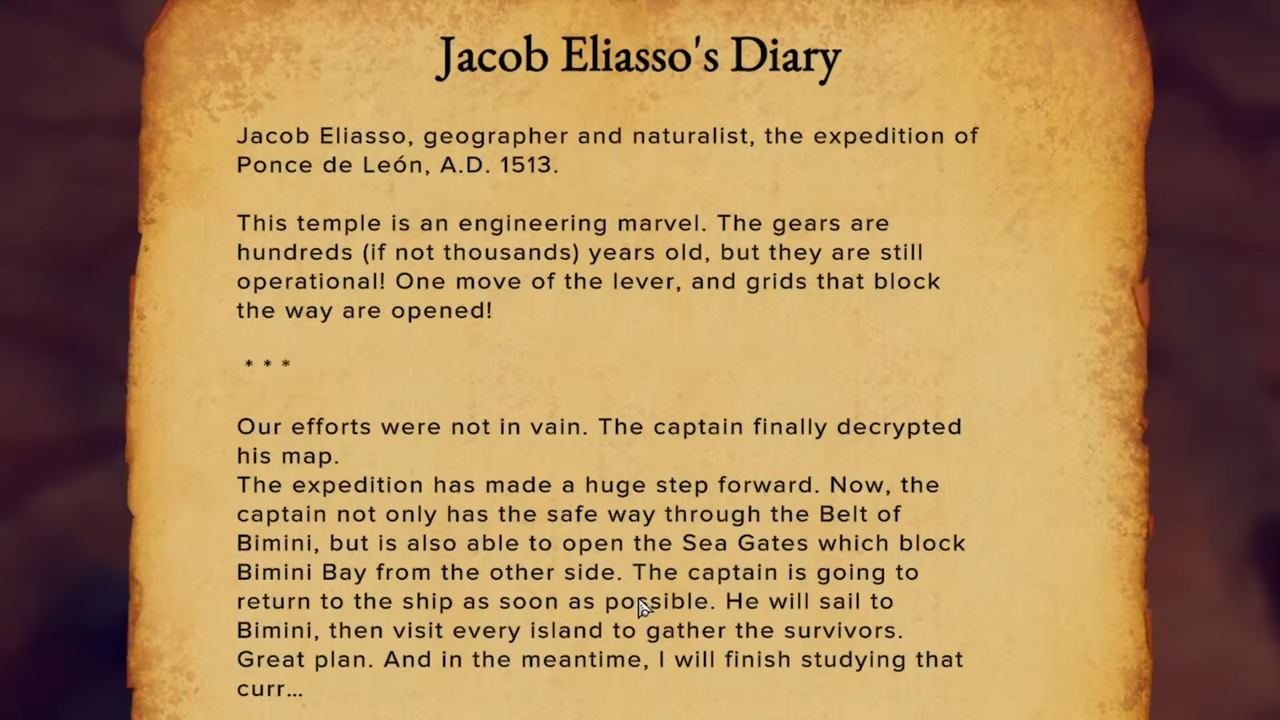 Jacob Eliasso's Diary
Jacob Eliasso, geographer and naturalist, the expedition of
Ponce de León, A.D. 1513.
This temple is an engineering marvel. The gears are
hundreds (if not thousands) years old, but they are still
operational! One move of the lever, and grids that block
the way are opened!
* * *
Our efforts were not in vain. The captain finally decrypted
his map.
The expedition has made a huge step forward. Now, the
captain not only has the safe way through the Belt of
Bimini, but is also able to open the Sea Gates which block
Bimini Bay from the other side. The captain is going to
return to the ship as soon as possible. He will sail to
Bimini, then visit every island to gather the survivors.
Great plan. And in the meantime, I will finish studying that
curr...